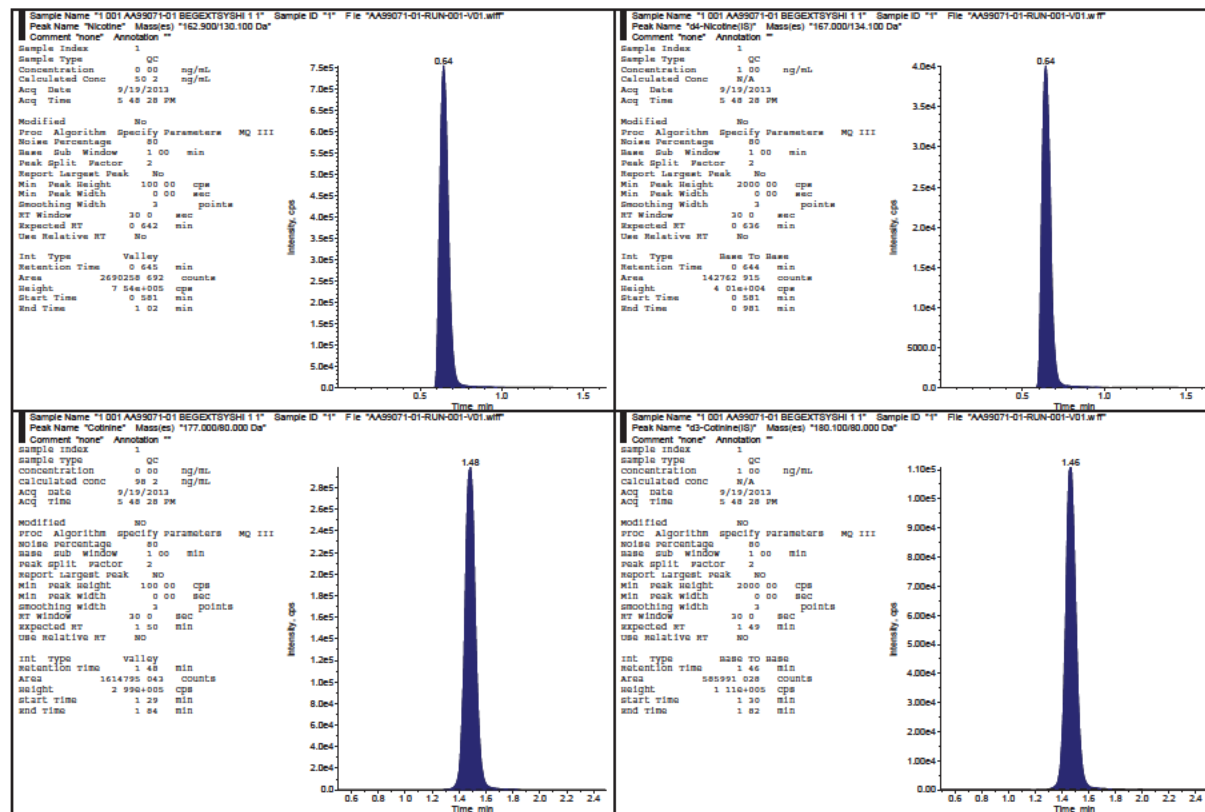 Sample Name "1 001 AA99071-01 BEGEXTSYSHI 1 1" Sample ID "1" File "AA99071-01-RUN-001-V01.wiff"
Peak Name "Nicotine" Mass(es) "162.900/130.100 Da"
Comment "none" Annotation ""
Sample Index 1
Sample Type QC
Concentration 0 00 ng/mL
Calculated Conc 50 2 ng/mL
Acq Date 9/19/2013
Acq Time 5 48 28 PM
Modified No
Proc Algorithm Specify Parameters MQ III
Noise Percentage 80
Base Sub Window 1 00 min
Peak Split Factor 2
Report Largest Peak No
Min Peak Height 100 00 cps
Min Peak Width 0 00 sec
Smoothing Width 3 points
RT Window 30 0 sec
Expected RT 0 642 min
Use Relative RT No
Int Type Valley
Retention Time 0 645 min
Area 2690258 692 counts
Height 7 54e+005 cps
Start Time 0 581 min
End Time 1 02 min
0.64
7.5e5
7.0e5
6.5e5
6.0e5
5.5e5
5.0e5
4.5e5
4.0e5
3.5e5
3.0e5
2.5e5
2.0e5
1.5e5
1.0e5
5.0e4
0.0
Intensity, cps
0.5 1.0 1.5
Time min
Sample Name "1 001 AA99071-01 BEGEXTSYSHI 1 1" Sample ID "1" File "AA99071-01-RUN-001-V01.wiff"
Peak Name "d4-Nicotine(IS)" Mass(es) "167.000/134.100 Da"
Comment "none" Annotation ""
Sample Index 1
Sample Type QC
Concentration 1 00 ng/mL
Calculated Conc N/A
Acq Date 9/19/2013
Acq Time 5 48 28 PM
Modified No
Proc Algorithm Specify Parameters MQ III
Noise Percentage 80
Base Sub Window 1 00 min
Peak Split Factor 2
Report Largest Peak No
Min Peak Height 2000 00 cps
Min Peak Width 0 00 sec
Smoothing Width 3 points
RT Window 30 0 sec
Expected RT 0 636 min
Use Relative RT No
Int Type Base To Base
Retention Time 0 644 min
Area 142762 915 counts
Height 4 01e+004 cps
Start Time 0 581 min
End Time 0 981 min
0.64
4.0e4
3.5e4
3.0e4
2.5e4
2.0e4
1.5e4
1.0e4
5000.0
0.0
Intensity, cps
0.5 1.0 1.5
Time min
Sample Name "1 001 AA99071-01 BEGEXTSYSHI 1 1" Sample ID "1" File "AA99071-01-RUN-001-V01.wiff"
Peak Name "Cotinine" Mass(es) "177.000/80.000 Da"
Comment "none" Annotation ""
Sample Index 1
Sample Type QC
Concentration 0 00 ng/mL
Calculated Conc 98 2 ng/mL
Acq Date 9/19/2013
Acq Time 5 48 28 PM
Modified No
Proc Algorithm Specify Parameters MQ III
Noise Percentage 80
Base Sub Window 1 00 min
Peak Split Factor 2
Report Largest Peak No
Min Peak Height 100 00 cps
Min Peak Width 0 00 sec
Smoothing Width 3 points
RT Window 30 0 sec
Expected RT 1 50 min
Use Relative RT No
Int Type Valley
Retention Time 1 48 min
Area 1614795 043 counts
Height 2 99e+005 cps
Start Time 1 29 min
End Time 1 84 min
1.48
2.8e5
2.6e5
2.4e5
2.2e5
2.0e5
1.8e5
1.6e5
1.4e5
1.2e5
1.0e5
8.0e4
6.0e4
4.0e4
2.0e4
0.0
Intensity, cps
0.6 0.8 1.0 1.2 1.4 1.6 1.8 2.0 2.2 2.4
Time min
Sample Name "1 001 AA99071-01 BEGEXTSYSHI 1 1" Sample ID "1" File "AA99071-01-RUN-001-V01.wiff"
Peak Name "d3-Cotinine(IS)" Mass(es) "180.100/80.000 Da"
Comment "none" Annotation ""
Sample Index 1
Sample Type QC
Concentration 1 00 ng/mL
Calculated Conc N/A
Acq Date 9/19/2013
Acq Time 5 48 28 PM
Modified No
Proc Algorithm Specify Parameters MQ III
Noise Percentage 80
Base Sub Window 1 00 min
Peak Split Factor 2
Report Largest Peak No
Min Peak Height 2000 00 cps
Min Peak Width 0 00 sec
Smoothing Width 3 points
RT Window 30 0 sec
Expected RT 1 49 min
Use Relative RT No
Int Type Base To Base
Retention Time 1 46 min
Area 585991 028 counts
Height 1 11e+005 cps
Start Time 1 30 min
End Time 1 82 min
1.46
1.10e5
1.00e5
9.00e4
8.00e4
7.00e4
6.00e4
5.00e4
4.00e4
3.00e4
2.00e4
1.00e4
0.00
Intensity, cps
0.6 0.8 1.0 1.2 1.4 1.6 1.8 2.0 2.2 2.4
Time min